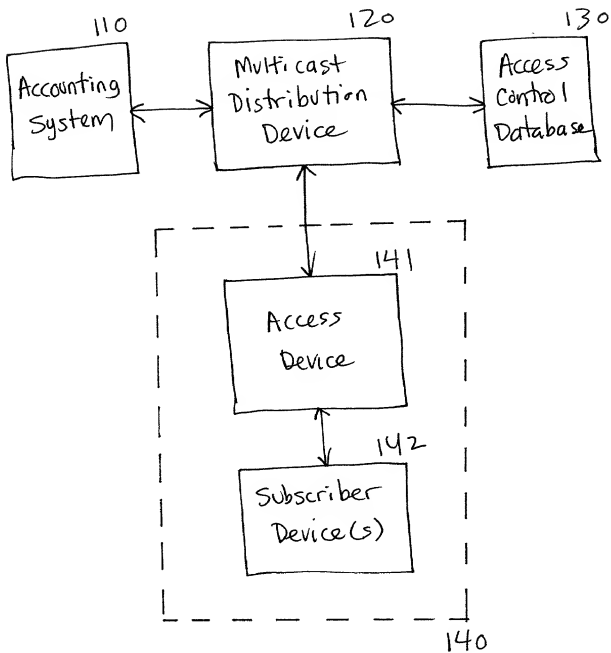 110
120
130
Accounting
System
Multicast
Distribution
Device
Access
Control
Database
141
Access
Device
142
Subscriber
Device(s)
140